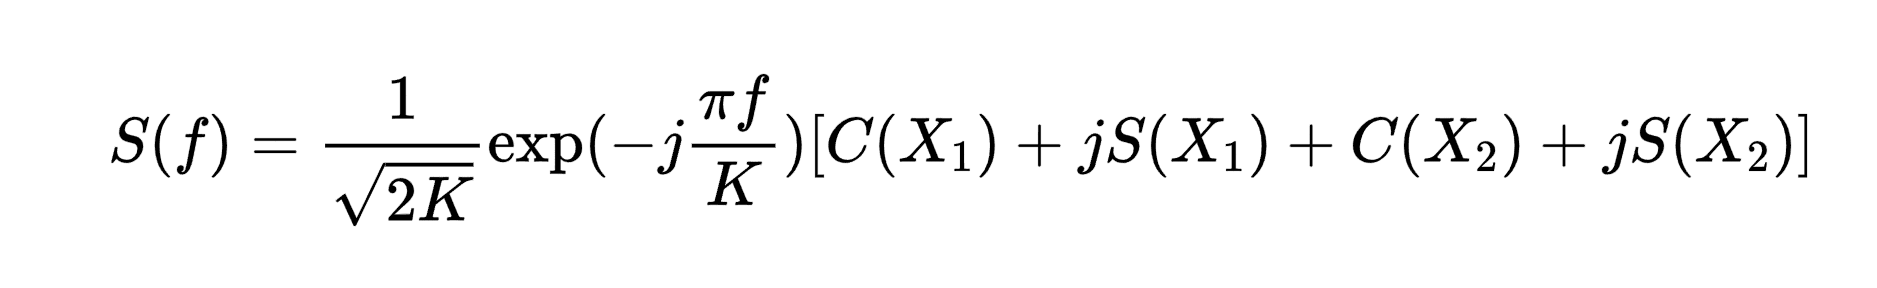 S(f) = \frac{1}{\sqrt{2K}} \exp(-j\frac{\pi f}{K})[C(X_1) + jS(X_1) + C(X_2) + jS(X_2)]